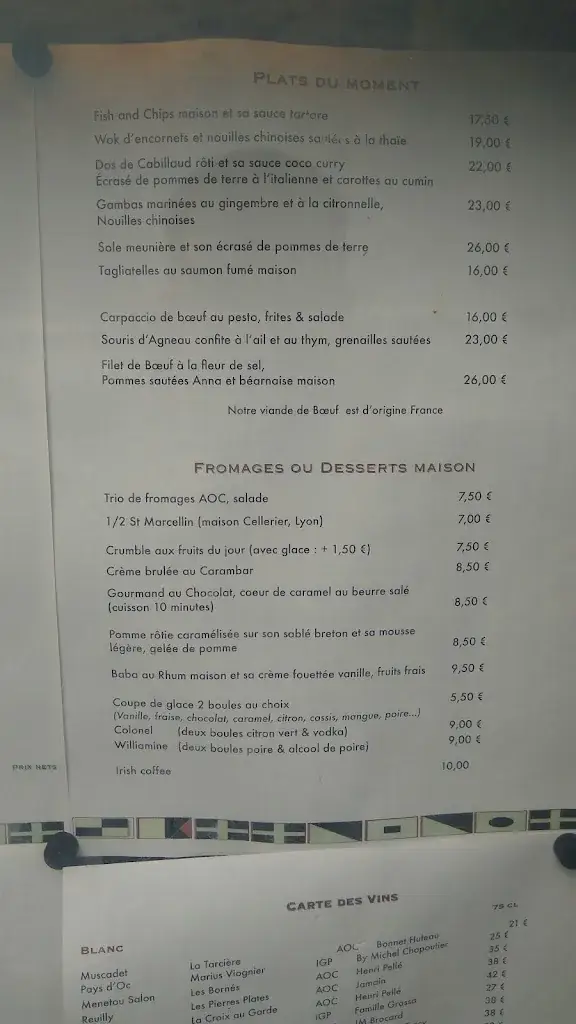 PLATS DU MOMENT
Fish and Chips maison et sa sauce tartare 17,50 €
Wok d'encornets et nouilles chinoises sautées à la thaïe 19,00 €
Dos de Cabillaud rôti et sa sauce coco curry 22,00 €
Écrasé de pommes de terre à l'italienne et carottes au cumin
Gambas marinées au gingembre et à la citronnelle, 23,00 €
Nouilles chinoises
Sole meunière et son écrasé de pommes de terre 26,00 €
Tagliatelles au saumon fumé maison 16,00 €
Carpaccio de bœuf au pesto, frites & salade 16,00 €
Souris d'Agneau confite à l'ail et au thym, grenailles sautées 23,00 €
Filet de Bœuf à la fleur de sel,
Pommes sautées Anna et béarnaise maison 26,00 €
Notre viande de Bœuf est d'origine France
FROMAGES OU DESSERTS MAISON
Trio de fromages AOC, salade 7,50 €
1/2 St Marcellin (maison Cellerier, Lyon) 7,00 €
Crumble aux fruits du jour (avec glace : + 1,50 €) 7,50 €
Crème brulée au Carambar 8,50 €
Gourmand au Chocolat, coeur de caramel au beurre salé
(cuisson 10 minutes) 8,50 €
Pomme rôtie caramélisée sur son sablé breton et sa mousse
légère, gelée de pomme 8,50 €
Baba au Rhum maison et sa crème fouettée vanille, fruits frais 9,50 €
Coupe de glace 2 boules au choix 5,50 €
(Vanille, fraise, chocolat, caramel, citron, cassis, mangue, poire...)
Colonel (deux boules citron vert & vodka) 9,00 €
Williamine (deux boules poire & alcool de poire) 9,00 €
Irish coffee 10,00
PRIX NETS
CARTE DES VINS
75 CL
BLANC
21 €
Muscadet La Tarcière AOC Bonnet Huteau 25 €
Pays d'Oc Marius Viognier IGP By Michel Chapoutier 35 €
Menetou Salon Les Bornés AOC Henri Pellé 38 €
Reuilly Les Pierres Plates AOC Jamain 42 €
La Croix au Garde AOC Henri Pellé 27 €
IGP Famille Grossa 38 €
JM Brocard 38 €